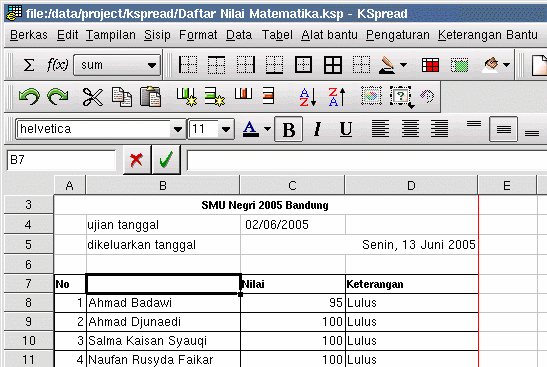 file:/data/project/kspread/Daftar Nilai Matematika.ksp - KSpread
Berkas Edit Tampilan Sisip Format Data Tabel Alat bantu Pengaturan Keterangan Bantu
Σ f(x) sum
helvetica 11 A B I U
B7
A B C D E
3 SMU Negri 2005 Bandung
4 ujian tanggal 02/06/2005
5 dikeluarkan tanggal Senin, 13 Juni 2005
6
7 No Nilai Keterangan
8 1 Ahmad Badawi 95 Lulus
9 2 Ahmad Djunaedi 100 Lulus
10 3 Salma Kaisan Syauqi 100 Lulus
11 4 Naufan Rusyda Faikar 100 Lulus